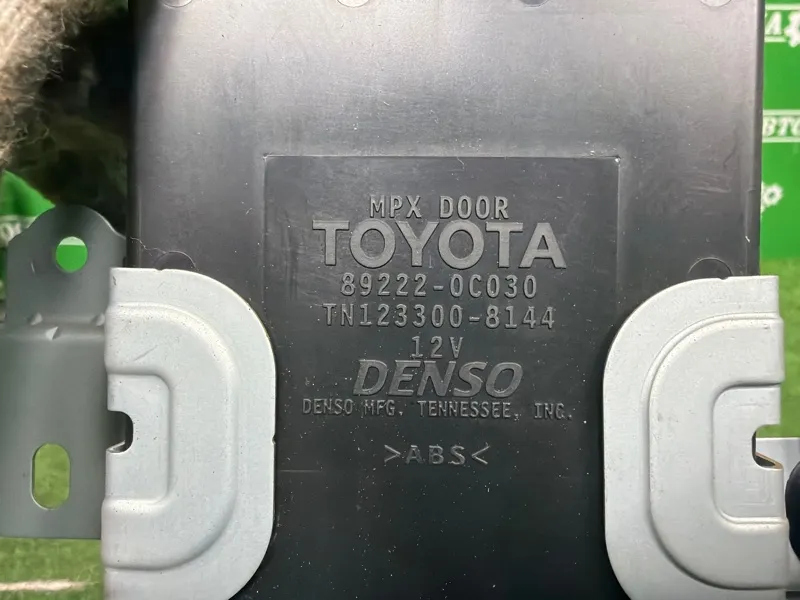 MPX DOOR
TOYOTA
89222-0C030
TN123300-8144
12V
DENSO
DENSO MFG. TENNESSEE, INC.
>ABS<